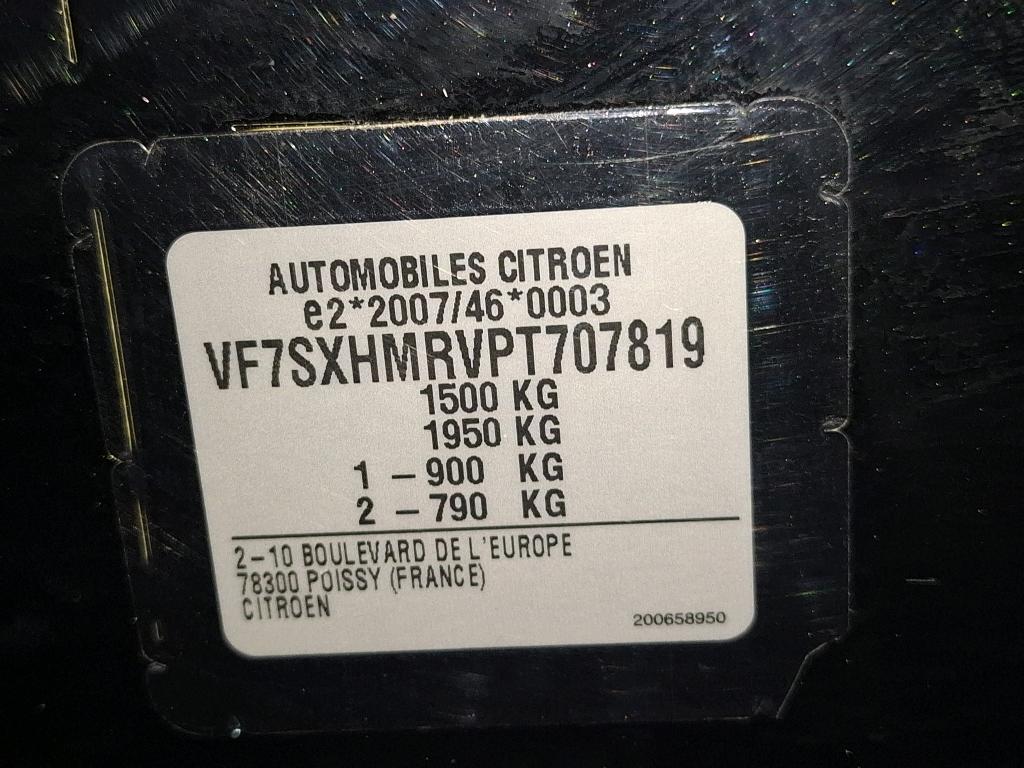 AUTOMOBILES CITROEN
e2*2007/46*0003
VF7SXHMRVPT707819
1500 KG
1950 KG
1 – 900 KG
2 – 790 KG
2–10 BOULEVARD DE L'EUROPE
78300 POISSY (FRANCE)
CITROEN
200658950